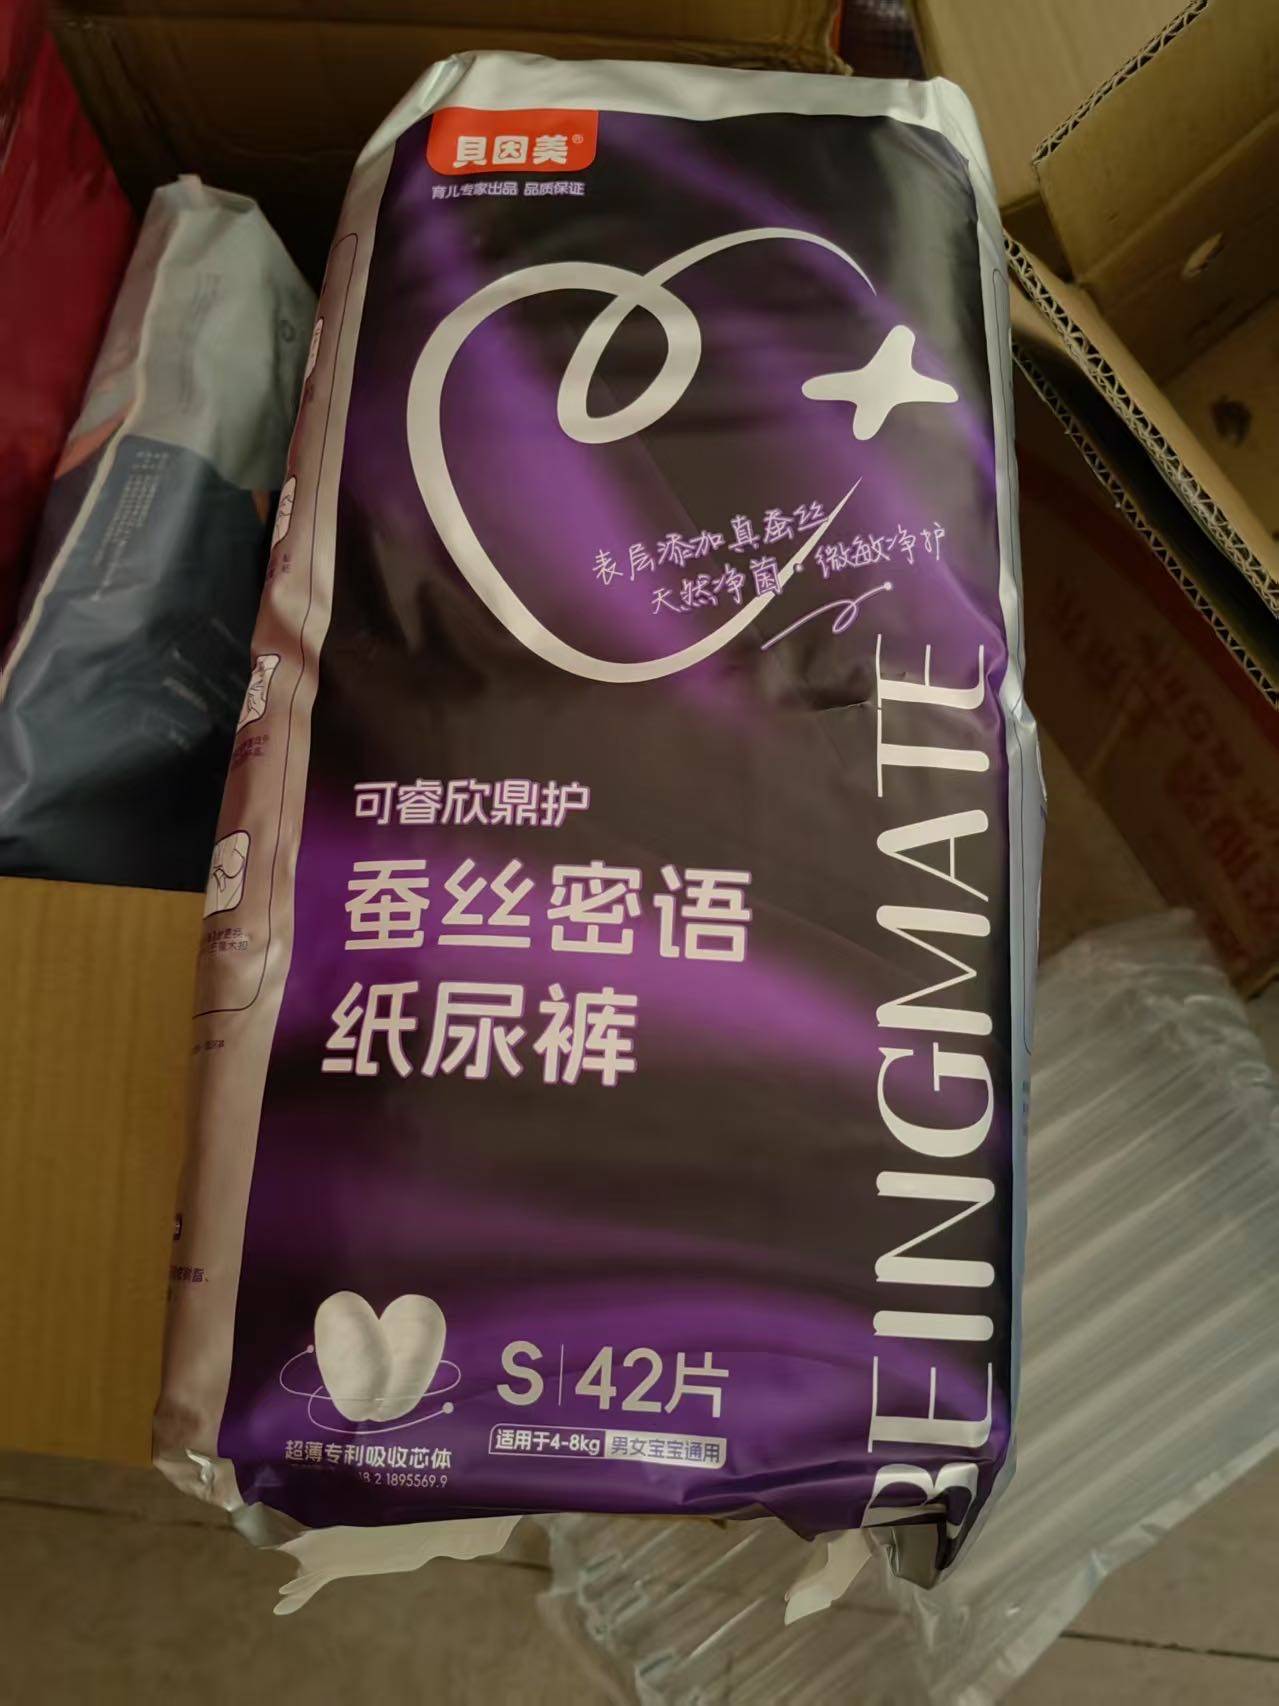 贝因美®
育儿专家出品 品质保证
表层添加真蚕丝
天然净菌·微敏净护
可睿欣鼎护
蚕丝密语
纸尿裤
BEINGMATE
S 42片
适用于4-8kg 男女宝宝通用
超薄专利吸收芯体
2 1895569.9